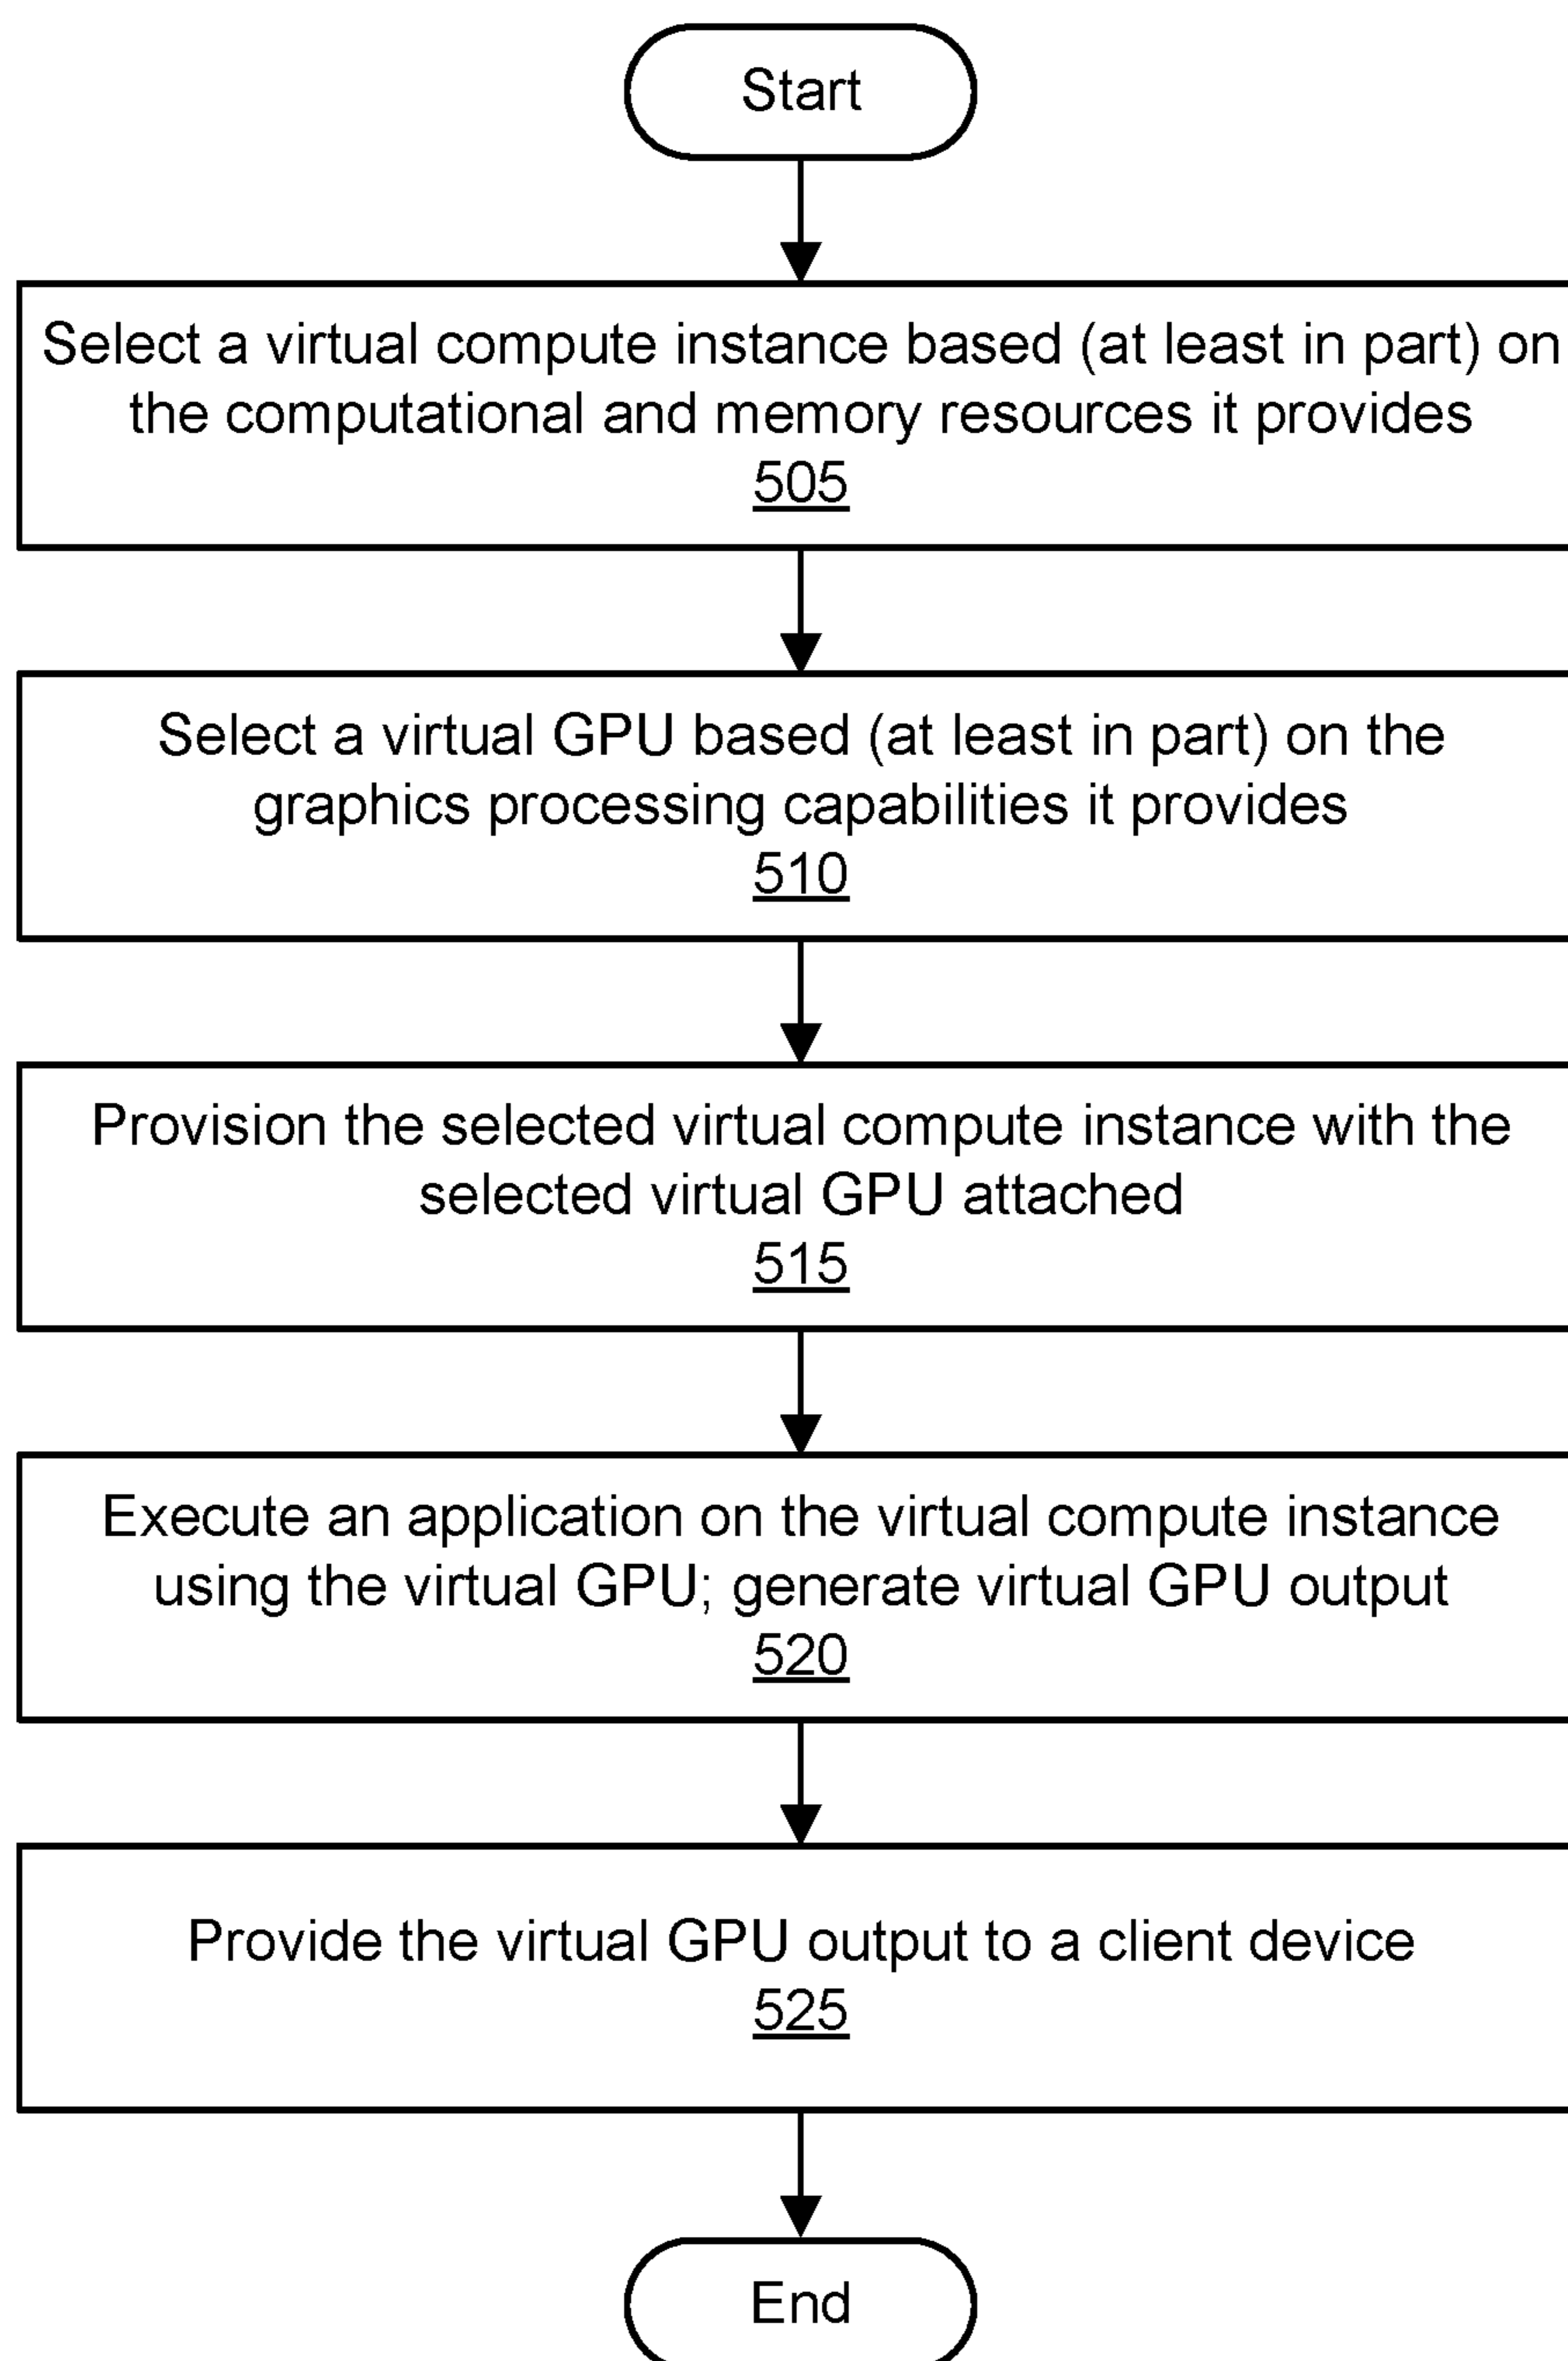 Start
Select a virtual compute instance based (at least in part) on
the computational and memory resources it provides
505
Select a virtual GPU based (at least in part) on the
graphics processing capabilities it provides
510
Provision the selected virtual compute instance with the
selected virtual GPU attached
515
Execute an application on the virtual compute instance
using the virtual GPU; generate virtual GPU output
520
Provide the virtual GPU output to a client device
525
End